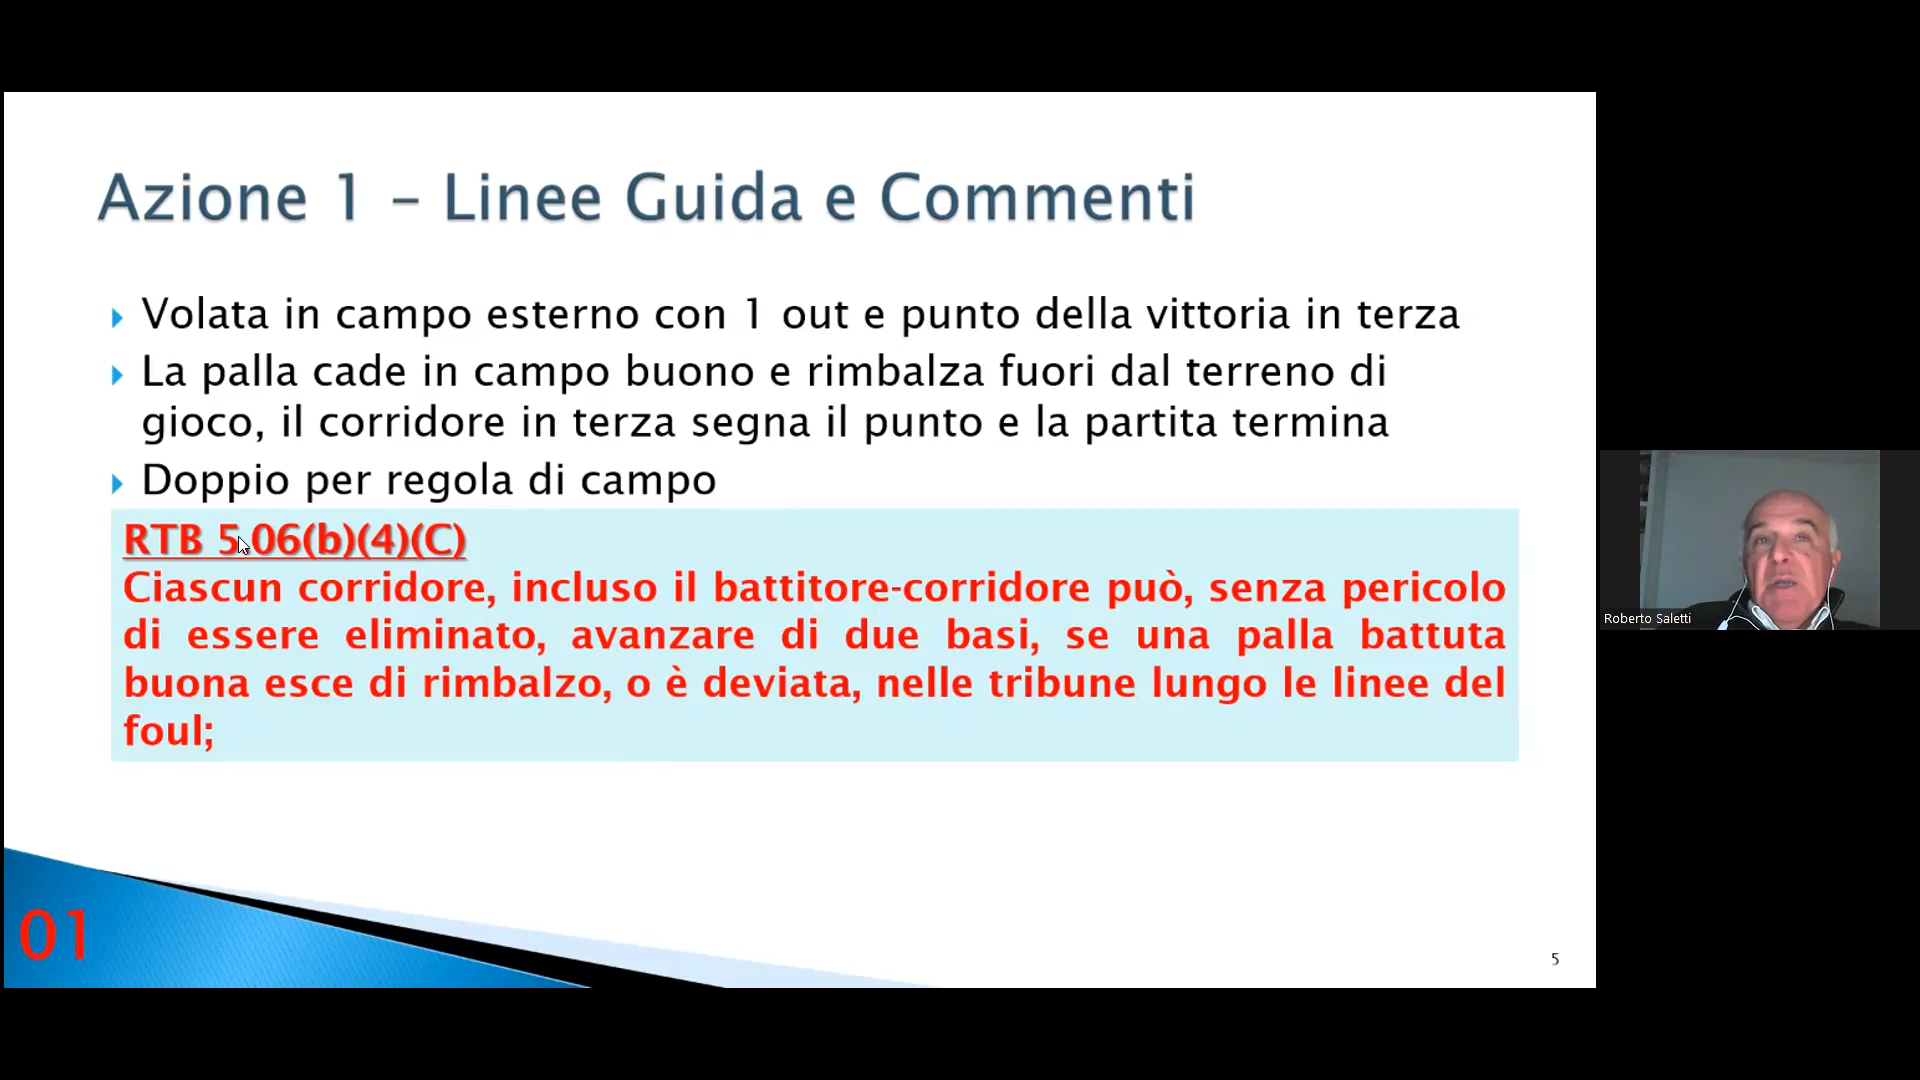 Azione 1 – Linee Guida e Commenti
Volata in campo esterno con 1 out e punto della vittoria in terza
La palla cade in campo buono e rimbalza fuori dal terreno di
gioco, il corridore in terza segna il punto e la partita termina
Doppio per regola di campo
RTB 5.06(b)(4)(C)
Ciascun corridore, incluso il battitore-corridore può, senza pericolo
di essere eliminato, avanzare di due basi, se una palla battuta
buona esce di rimbalzo, o è deviata, nelle tribune lungo le linee del
foul;
Roberto Saletti
01
5